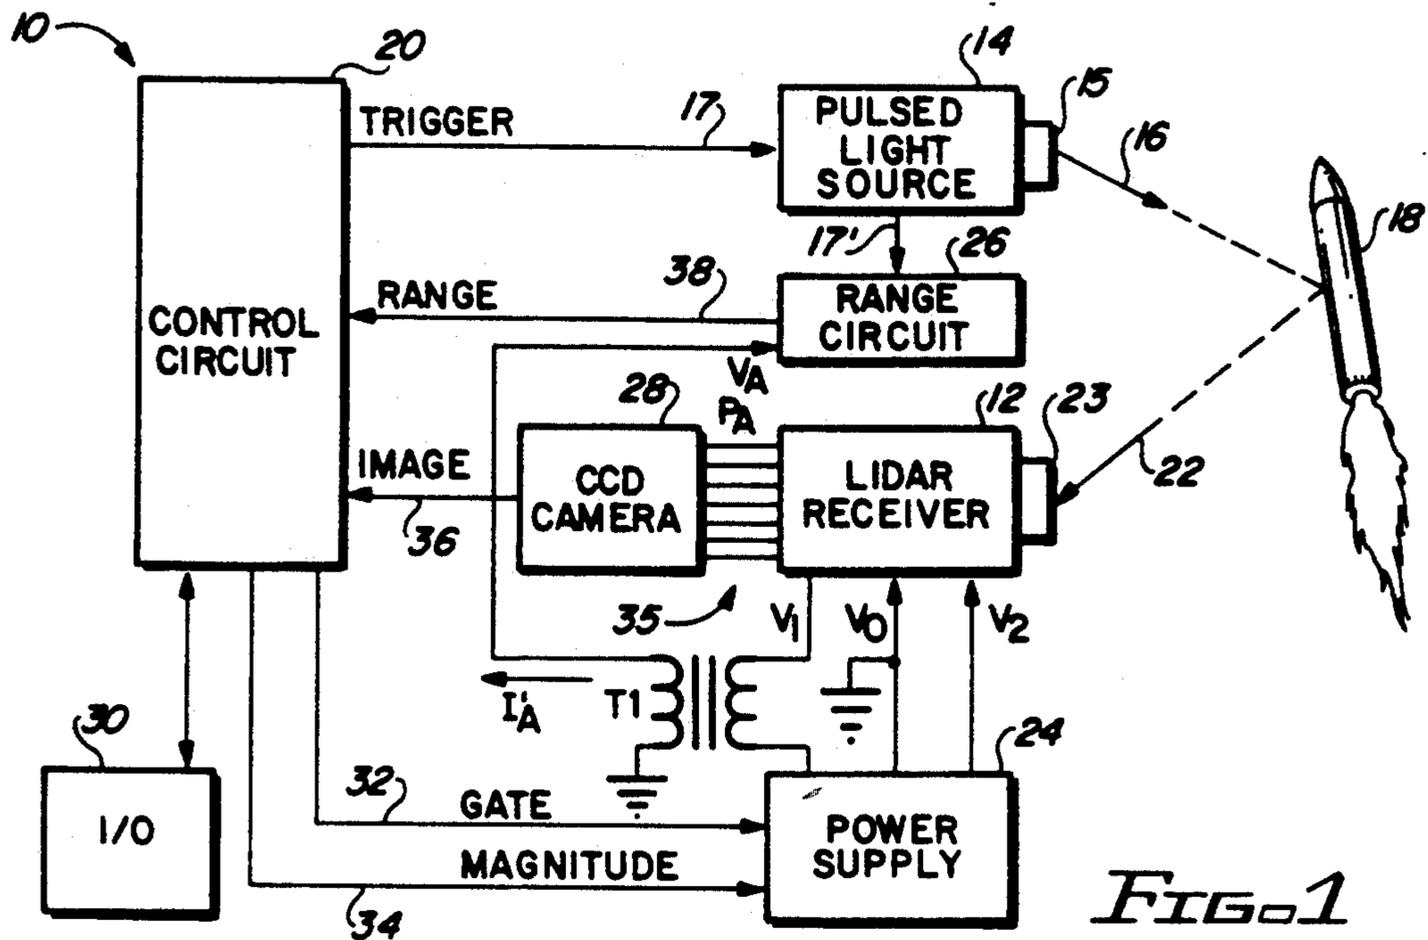 10
20
14
15
TRIGGER
17
PULSED
LIGHT
SOURCE
16
18
17'
26
38
RANGE
RANGE
CIRCUIT
CONTROL
CIRCUIT
VA
28
PA
12
23
IMAGE
CCD
CAMERA
LIDAR
RECEIVER
22
36
35
V1
V0
V2
I'A
T1
30
24
32
GATE
I/O
POWER
SUPPLY
MAGNITUDE
34
FIG. 1